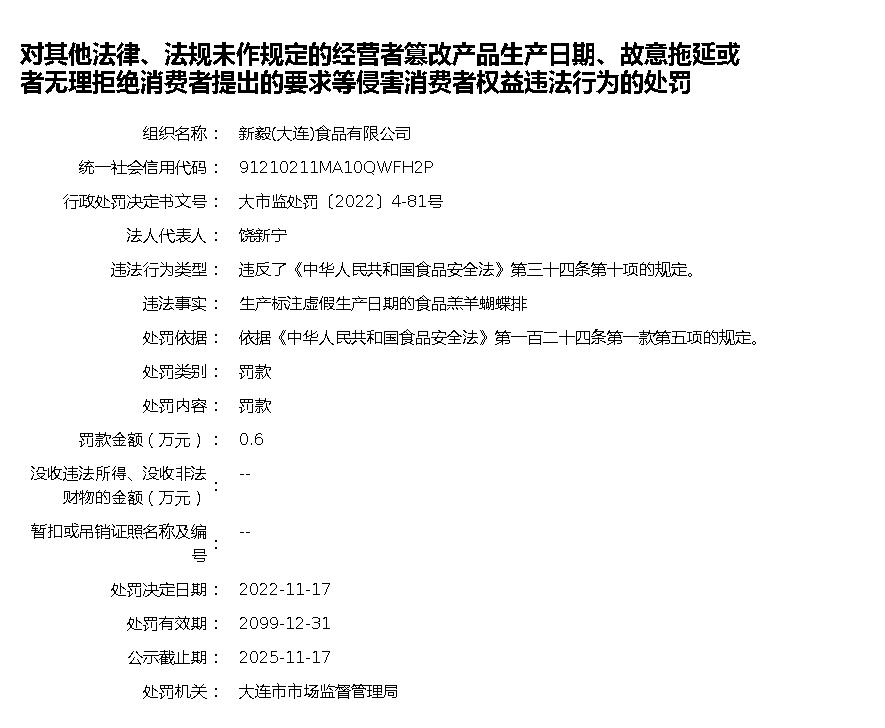 对其他法律、法规未作规定的经营者篡改产品生产日期、故意拖延或
者无理拒绝消费者提出的要求等侵害消费者权益违法行为的处罚
组织名称： 新毅(大连)食品有限公司
统一社会信用代码： 91210211MA10QWFH2P
行政处罚决定书文号： 大市监处罚〔2022〕4-81号
法人代表人： 饶新宁
违法行为类型： 违反了《中华人民共和国食品安全法》第三十四条第十项的规定。
违法事实： 生产标注虚假生产日期的食品羔羊蝴蝶排
处罚依据： 依据《中华人民共和国食品安全法》第一百二十四条第一款第五项的规定。
处罚类别： 罚款
处罚内容： 罚款
罚款金额（万元）： 0.6
没收违法所得、没收非法
财物的金额（万元）： --
暂扣或吊销证照名称及编
号： --
处罚决定日期： 2022-11-17
处罚有效期： 2099-12-31
公示截止期： 2025-11-17
处罚机关： 大连市市场监督管理局